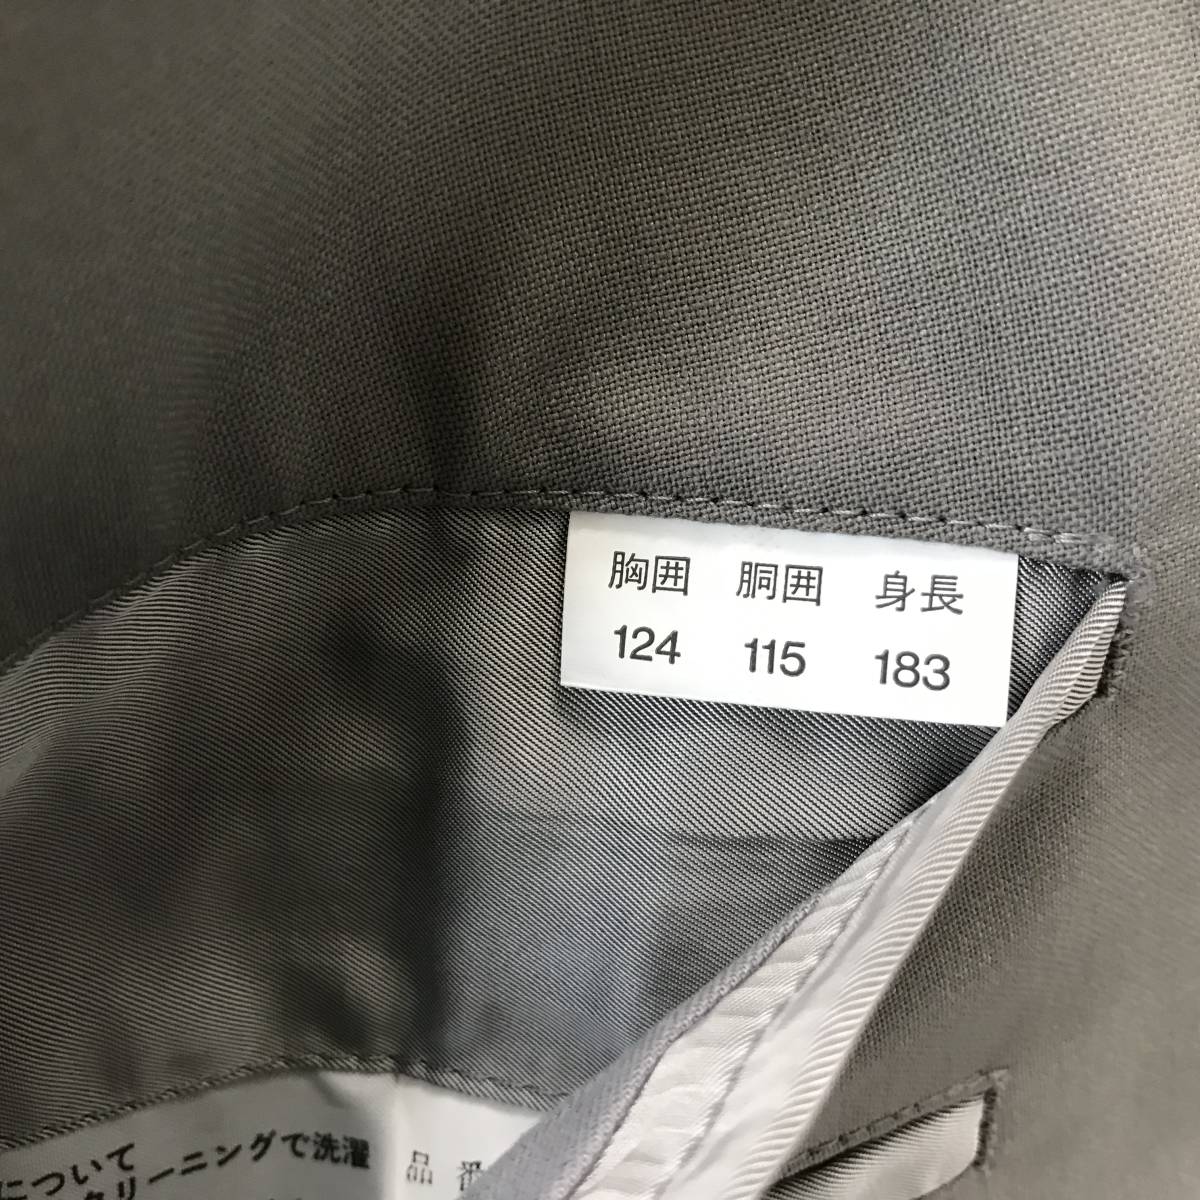 胸囲 胴囲 身長
124 115 183
について
クリーニングで洗濯
品 番